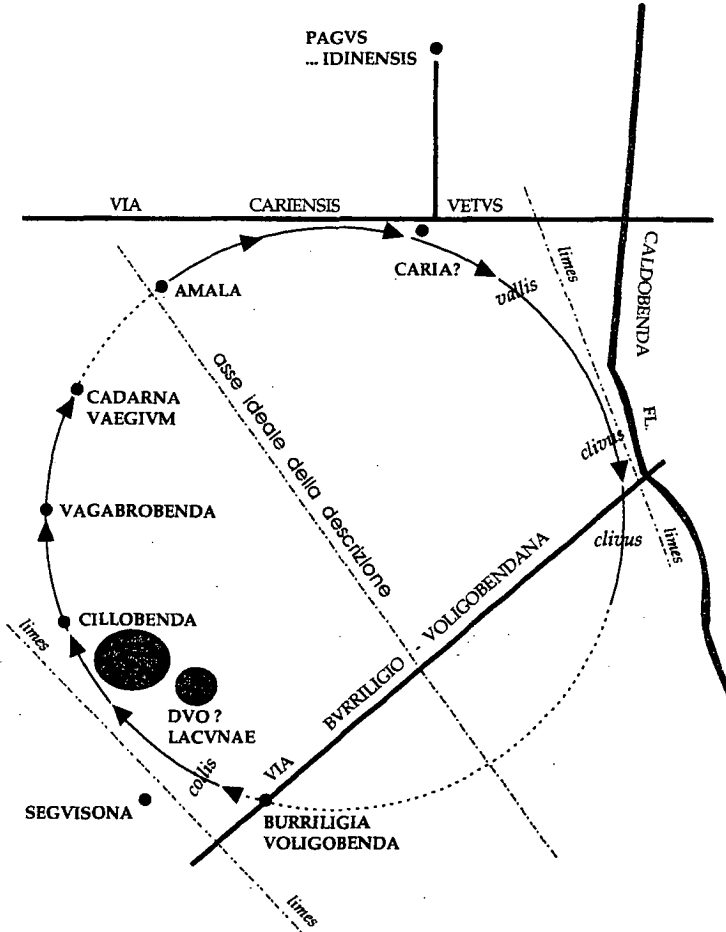 PAGVS
... IDINENSIS
VIA CARIENSIS VETVS
CARIA?
limes
vallis
CALDOBENDA FL.
AMALA
asse ideale della descrizione
CADARNA
VAEGIVM
clivus
VAGABROBENDA
clivus
limes
VIA BVRRILIGIO - VOLIGOBENDANA
CILLOBENDA
limes
DVO ?
LACVNAE
collis
SEGVISONA
BURRILIGIA
VOLIGOBENDA
limes